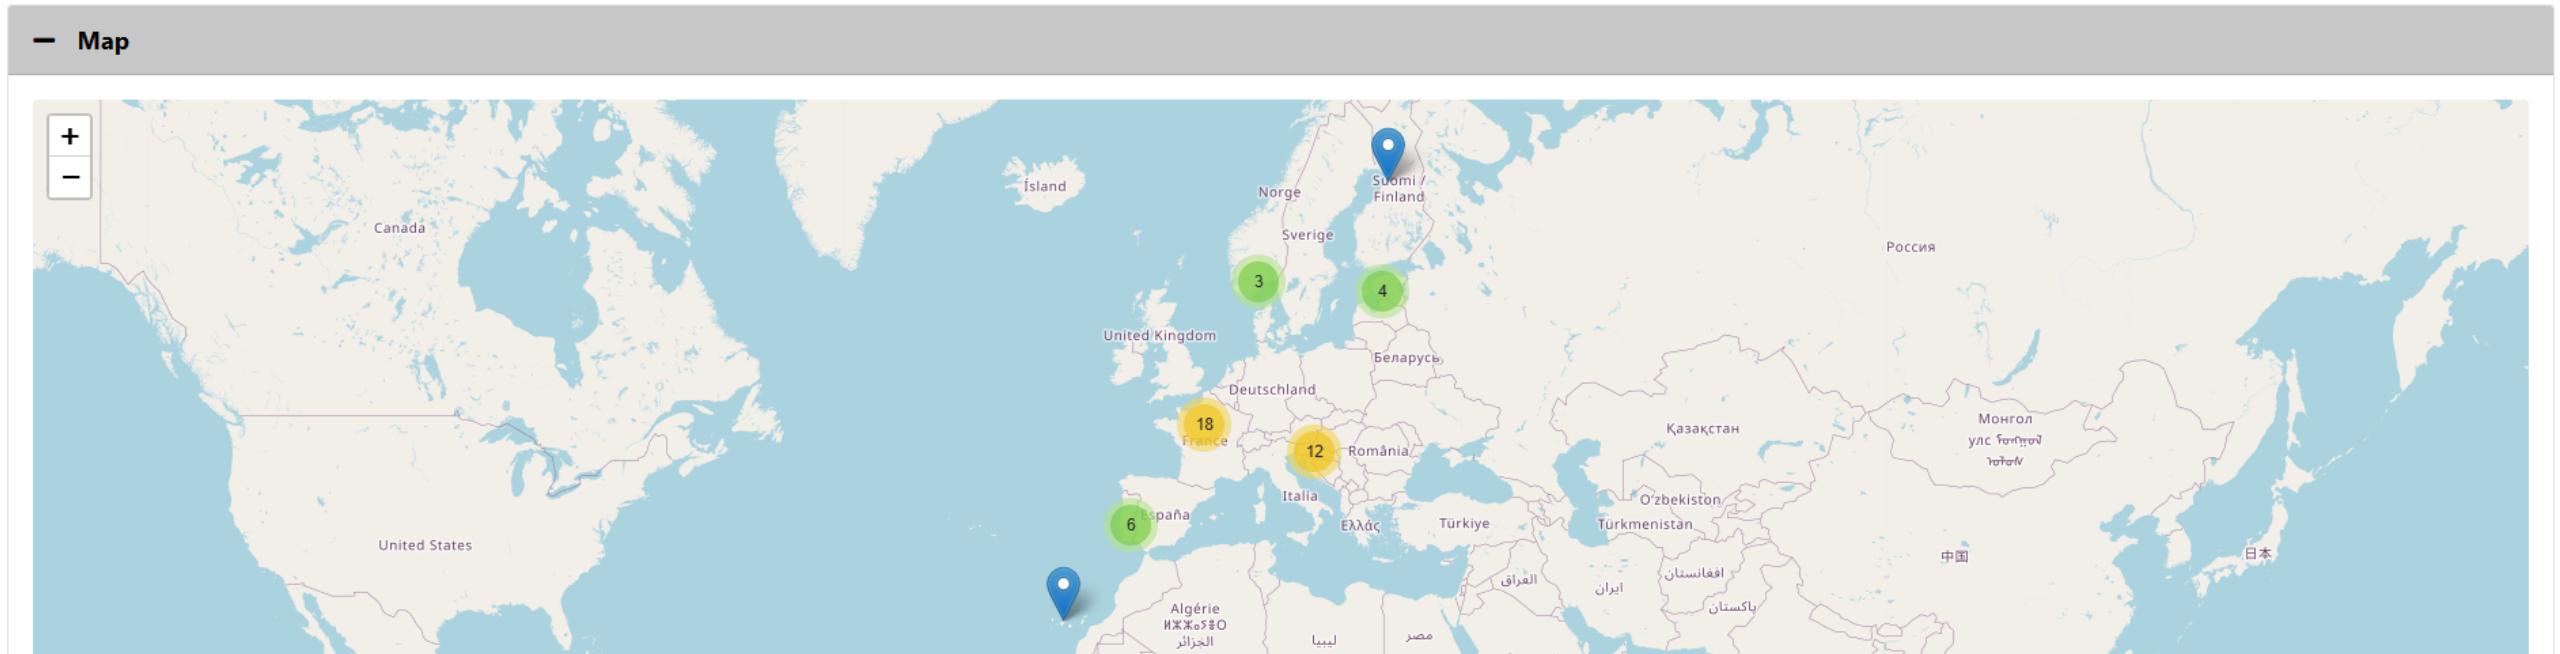 Map
+
−
Canada
United States
Ísland
Norge
Suomi /
Finland
Sverige
3
4
United Kingdom
Беларусь
Deutschland
18
France
12
România
Italia
6
España
Ελλάς
Türkiye
Россия
Қазақстан
Монгол
улс
O'zbekiston
Türkmenistan
中国
日本
افغانستان
ایران
پاکستان
العراق
Algérie
ⵍⵣⵣⴰⵢⴻⵔ
الجزائر
ليبيا
مصر